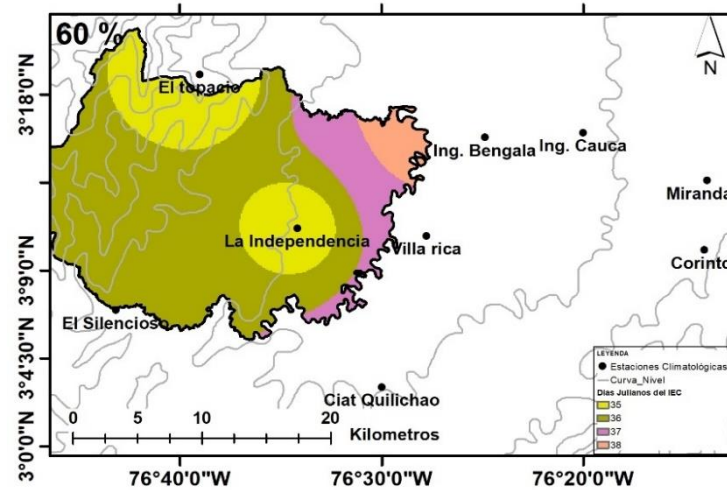 60 %
N
3°18'0"N
El topacio
Ing. Bengala
Ing. Cauca
Miranda
La Independencia
Villa rica
3°9'0"N
Corinto
El Silencioso
3°4'30"N
LEYENDA
Estaciones Climatológicas
Curva_Nivel
Dias Julianos del IEC
35
36
37
38
Ciat Quilichao
0 5 10 20
Kilometros
3°0'0"N
76°40'0"W 76°30'0"W 76°20'0"W